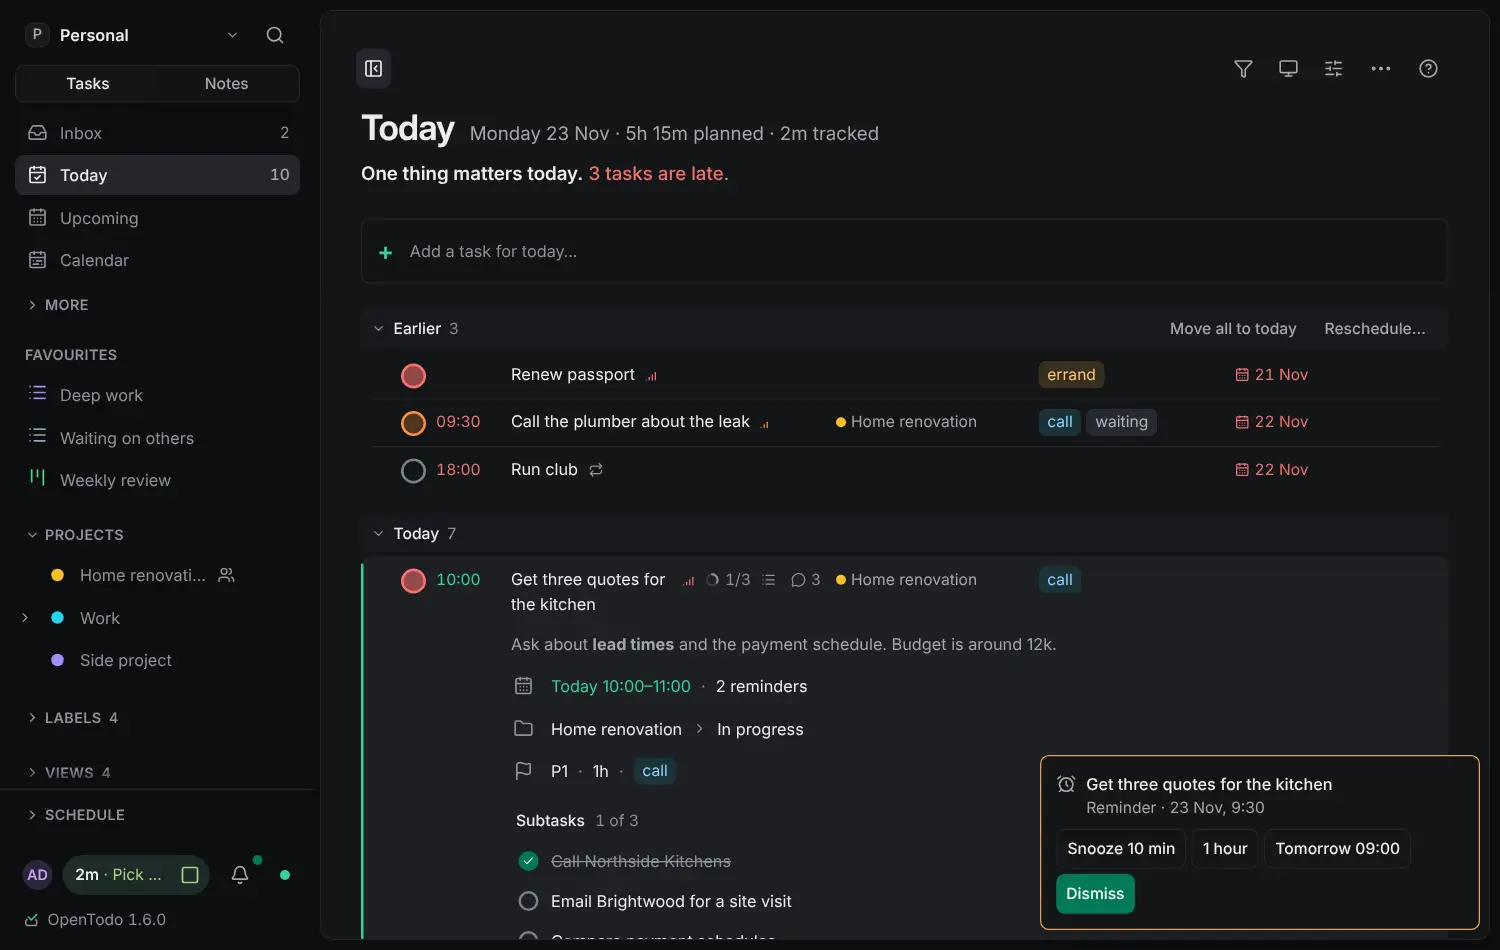 P Personal
Tasks Notes
Inbox 2
Today 10
Upcoming
Calendar
MORE
FAVOURITES
Deep work
Waiting on others
Weekly review
PROJECTS
Home renovati...
Work
Side project
LABELS 4
VIEWS 4
SCHEDULE
AD 2m · Pick ...
OpenTodo 1.6.0
Today Monday 23 Nov · 5h 15m planned · 2m tracked
One thing matters today. 3 tasks are late.
+ Add a task for today...
Earlier 3 Move all to today Reschedule...
Renew passport errand 21 Nov
09:30 Call the plumber about the leak Home renovation call waiting 22 Nov
18:00 Run club 22 Nov
Today 7
10:00 Get three quotes for 1/3 3 Home renovation call
the kitchen
Ask about lead times and the payment schedule. Budget is around 12k.
Today 10:00–11:00 · 2 reminders
Home renovation > In progress
P1 · 1h · call
Subtasks 1 of 3
Call Northside Kitchens
Email Brightwood for a site visit
Compare payment schedules
Get three quotes for the kitchen
Reminder · 23 Nov, 9:30
Snooze 10 min 1 hour Tomorrow 09:00
Dismiss